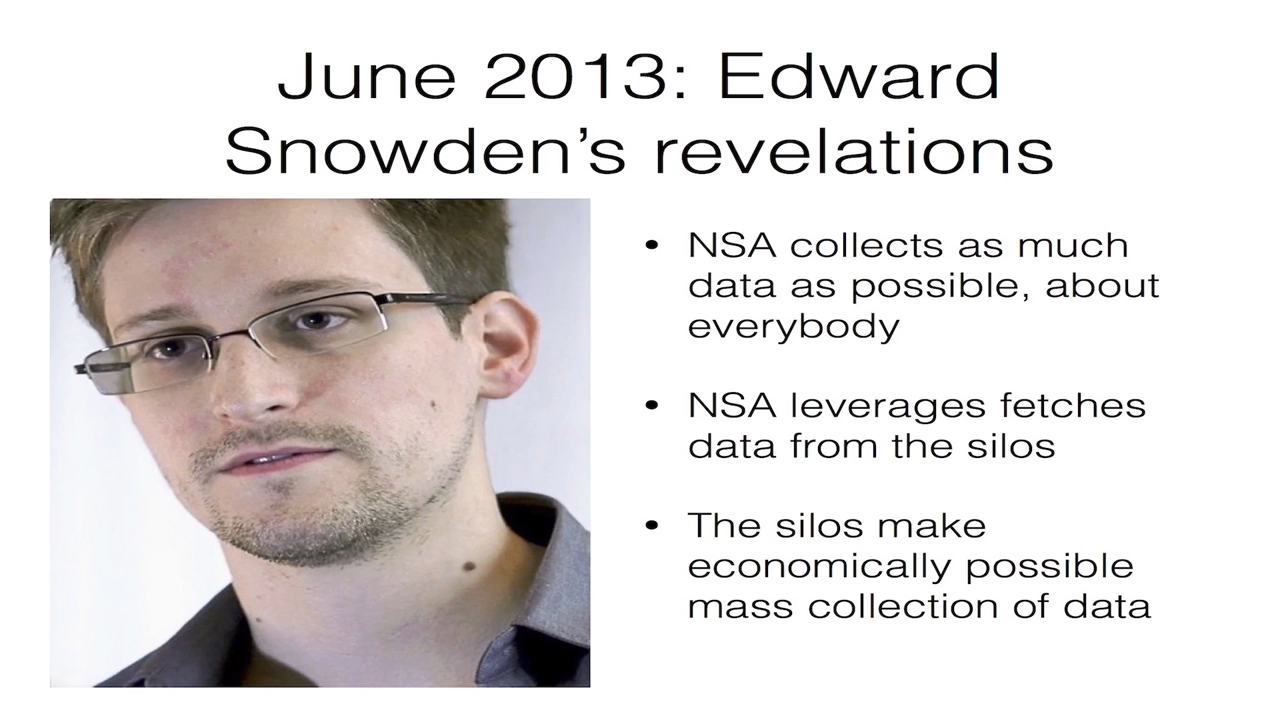 June 2013: Edward
Snowden’s revelations
• NSA collects as much
data as possible, about
everybody
• NSA leverages fetches
data from the silos
• The silos make
economically possible
mass collection of data